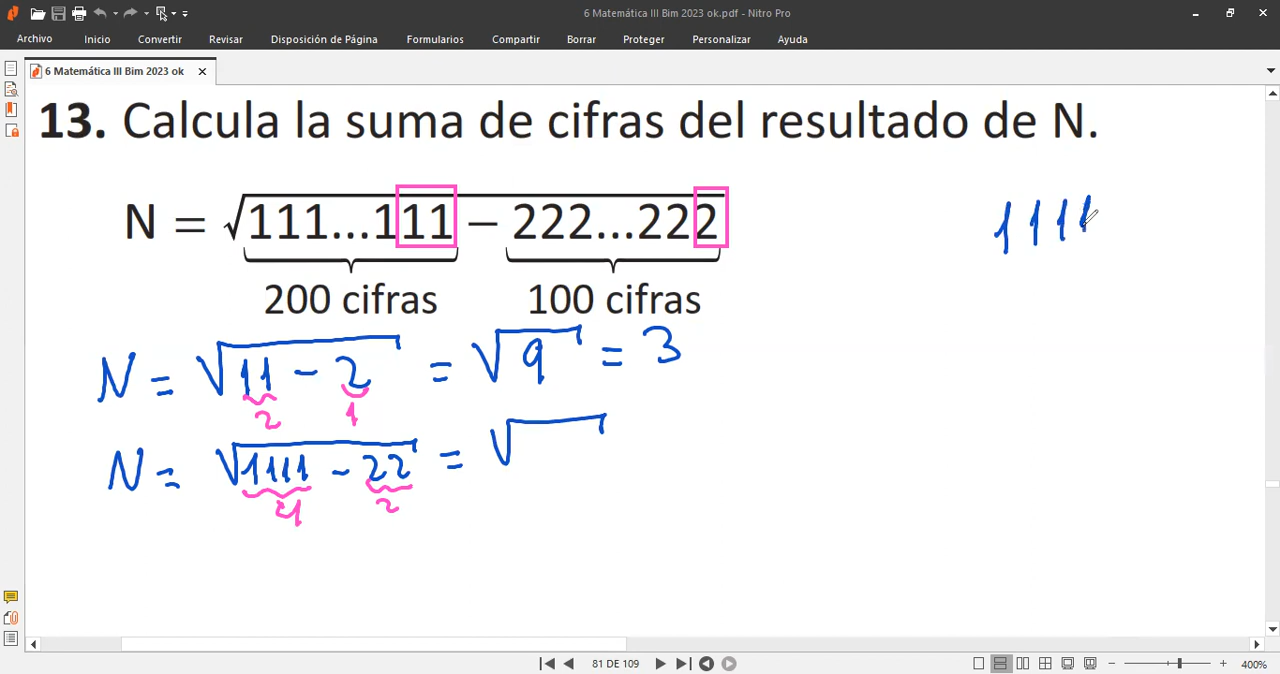 6 Matemática III Bim 2023 ok.pdf - Nitro Pro
Archivo Inicio Convertir Revisar Disposición de Página Formularios Compartir Borrar Proteger Personalizar Ayuda
6 Matemática III Bim 2023 ok
13. Calcula la suma de cifras del resultado de N.
N = √111...111 − 222...222
200 cifras 100 cifras
1111
N = √11 − 2 = √9 = 3
2 1
N = √1111 − 22 = √
4 2
81 DE 109
400%